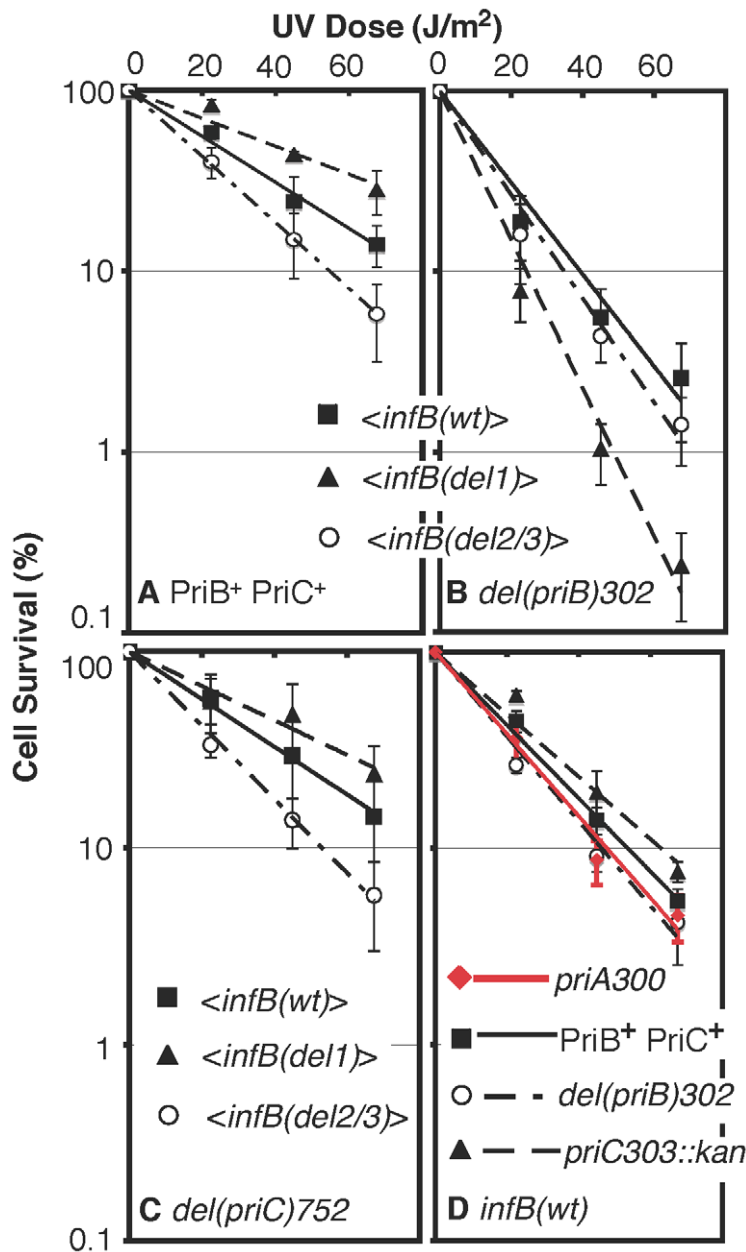 UV Dose (J/m²)
0 20 40 60 0 20 40 60
100
10
1
0.1
<infB(wt)>
<infB(del1)>
<infB(del2/3)>
A PriB⁺ PriC⁺
B del(priB)302
Cell Survival (%)
100
10
1
0.1
<infB(wt)>
<infB(del1)>
<infB(del2/3)>
C del(priC)752
priA300
PriB⁺ PriC⁺
del(priB)302
priC303::kan
D infB(wt)